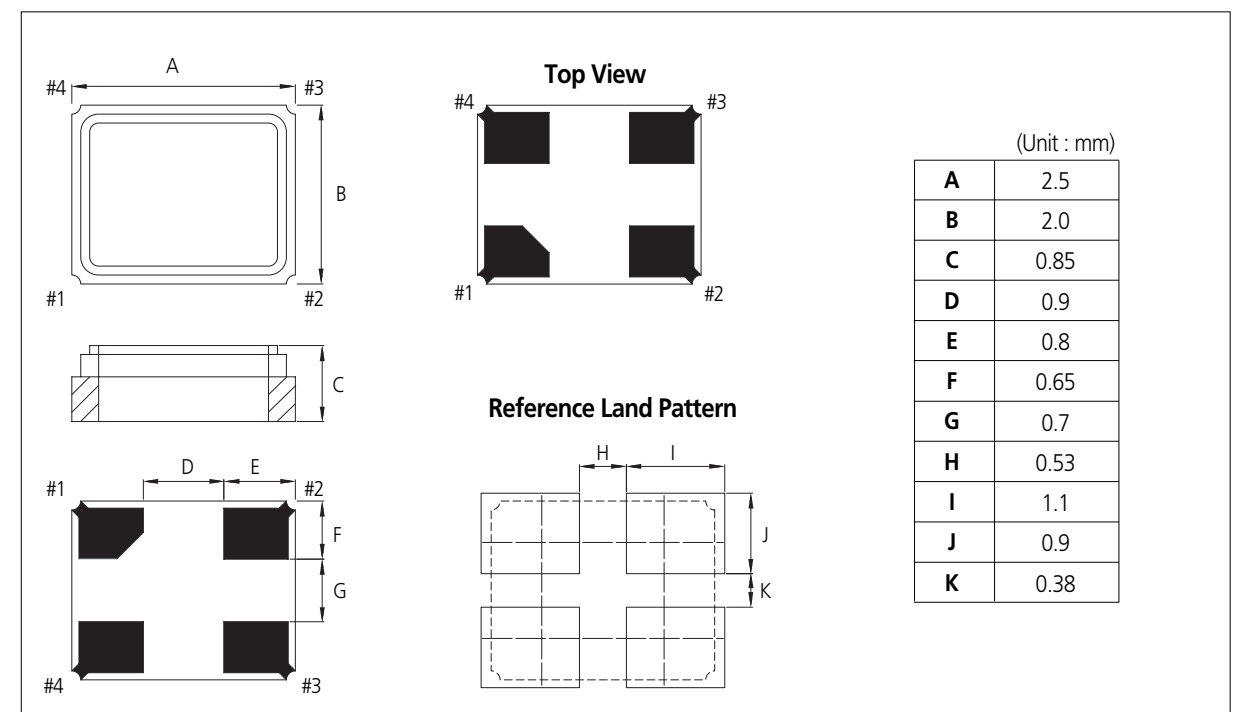 A
#4
#3
B
#1
#2
C
D
E
#1
#2
F
G
#4
#3
Top View
#4
#3
#1
#2
Reference Land Pattern
H
I
J
K
(Unit : mm)
A 2.5
B 2.0
C 0.85
D 0.9
E 0.8
F 0.65
G 0.7
H 0.53
I 1.1
J 0.9
K 0.38